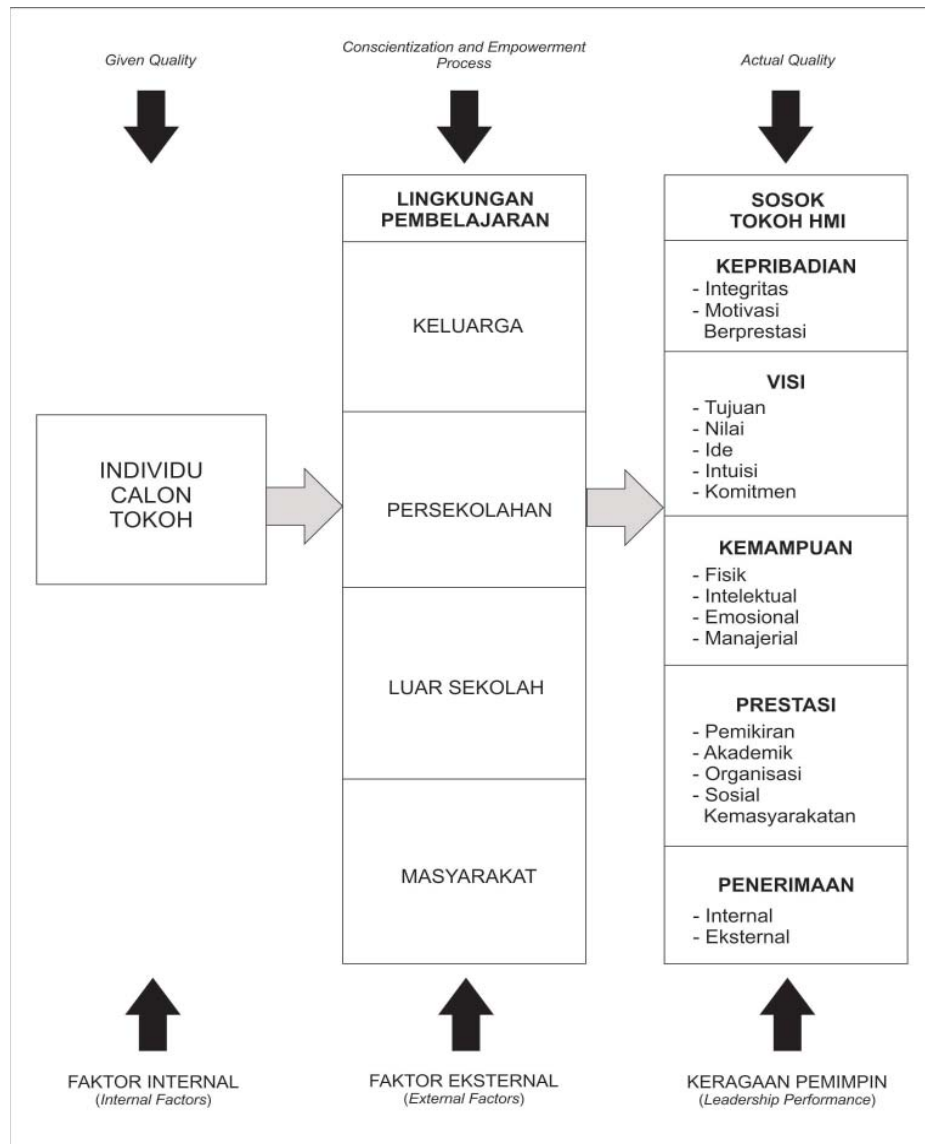 Given Quality
Conscientization and Empowerment
Process
Actual Quality
LINGKUNGAN
PEMBELAJARAN
SOSOK
TOKOH HMI
INDIVIDU
CALON
TOKOH
KELUARGA
PERSEKOLAHAN
LUAR SEKOLAH
MASYARAKAT
KEPRIBADIAN
- Integritas
- Motivasi
Berprestasi
VISI
- Tujuan
- Nilai
- Ide
- Intuisi
- Komitmen
KEMAMPUAN
- Fisik
- Intelektual
- Emosional
- Manajerial
PRESTASI
- Pemikiran
- Akademik
- Organisasi
- Sosial
Kemasyarakatan
PENERIMAAN
- Internal
- Eksternal
FAKTOR INTERNAL
(Internal Factors)
FAKTOR EKSTERNAL
(External Factors)
KERAGAAN PEMIMPIN
(Leadership Performance)